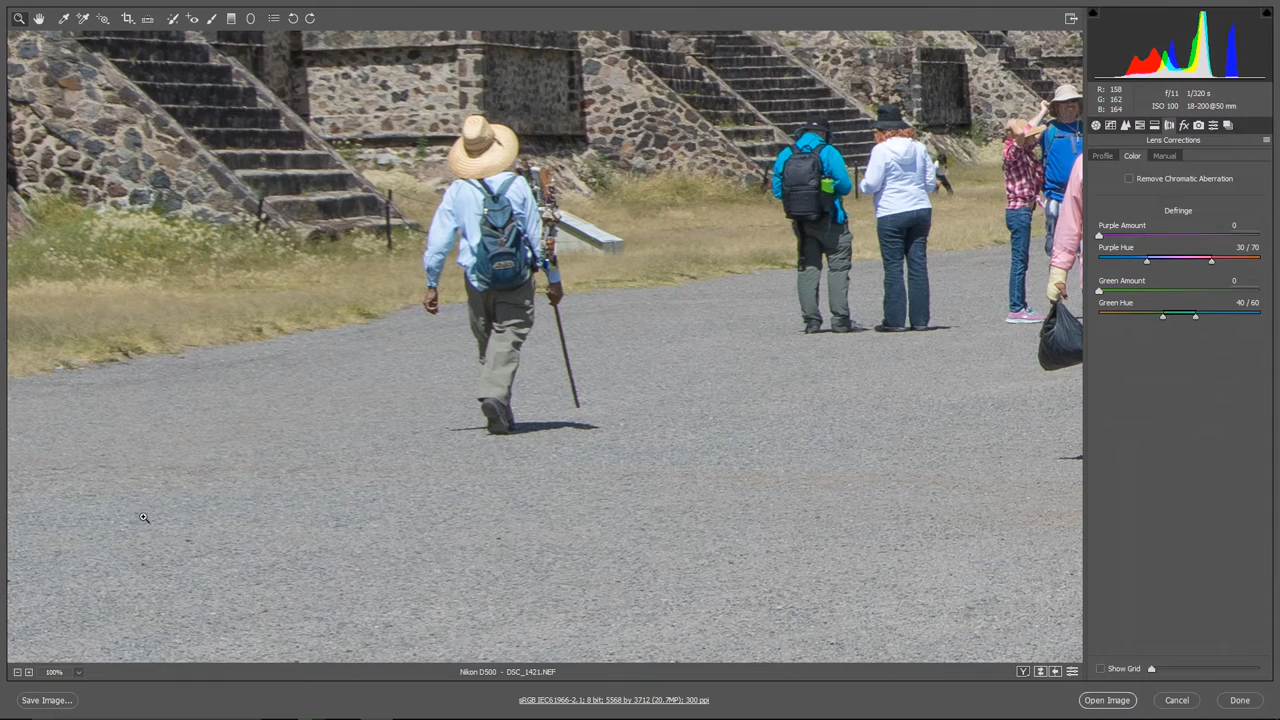 R: 158
G: 162
B: 164
f/11 1/320 s
ISO 100 18-200@50 mm
Lens Corrections
Profile Color Manual
Remove Chromatic Aberration
Defringe
Purple Amount 0
Purple Hue 30 / 70
Green Amount 0
Green Hue 40 / 60
100%
Nikon D500 - DSC_1421.NEF
Y
Show Grid
Save Image...
sRGB IEC61966-2.1; 8 bit; 5568 by 3712 (20.7MP); 300 ppi
Open Image Cancel Done